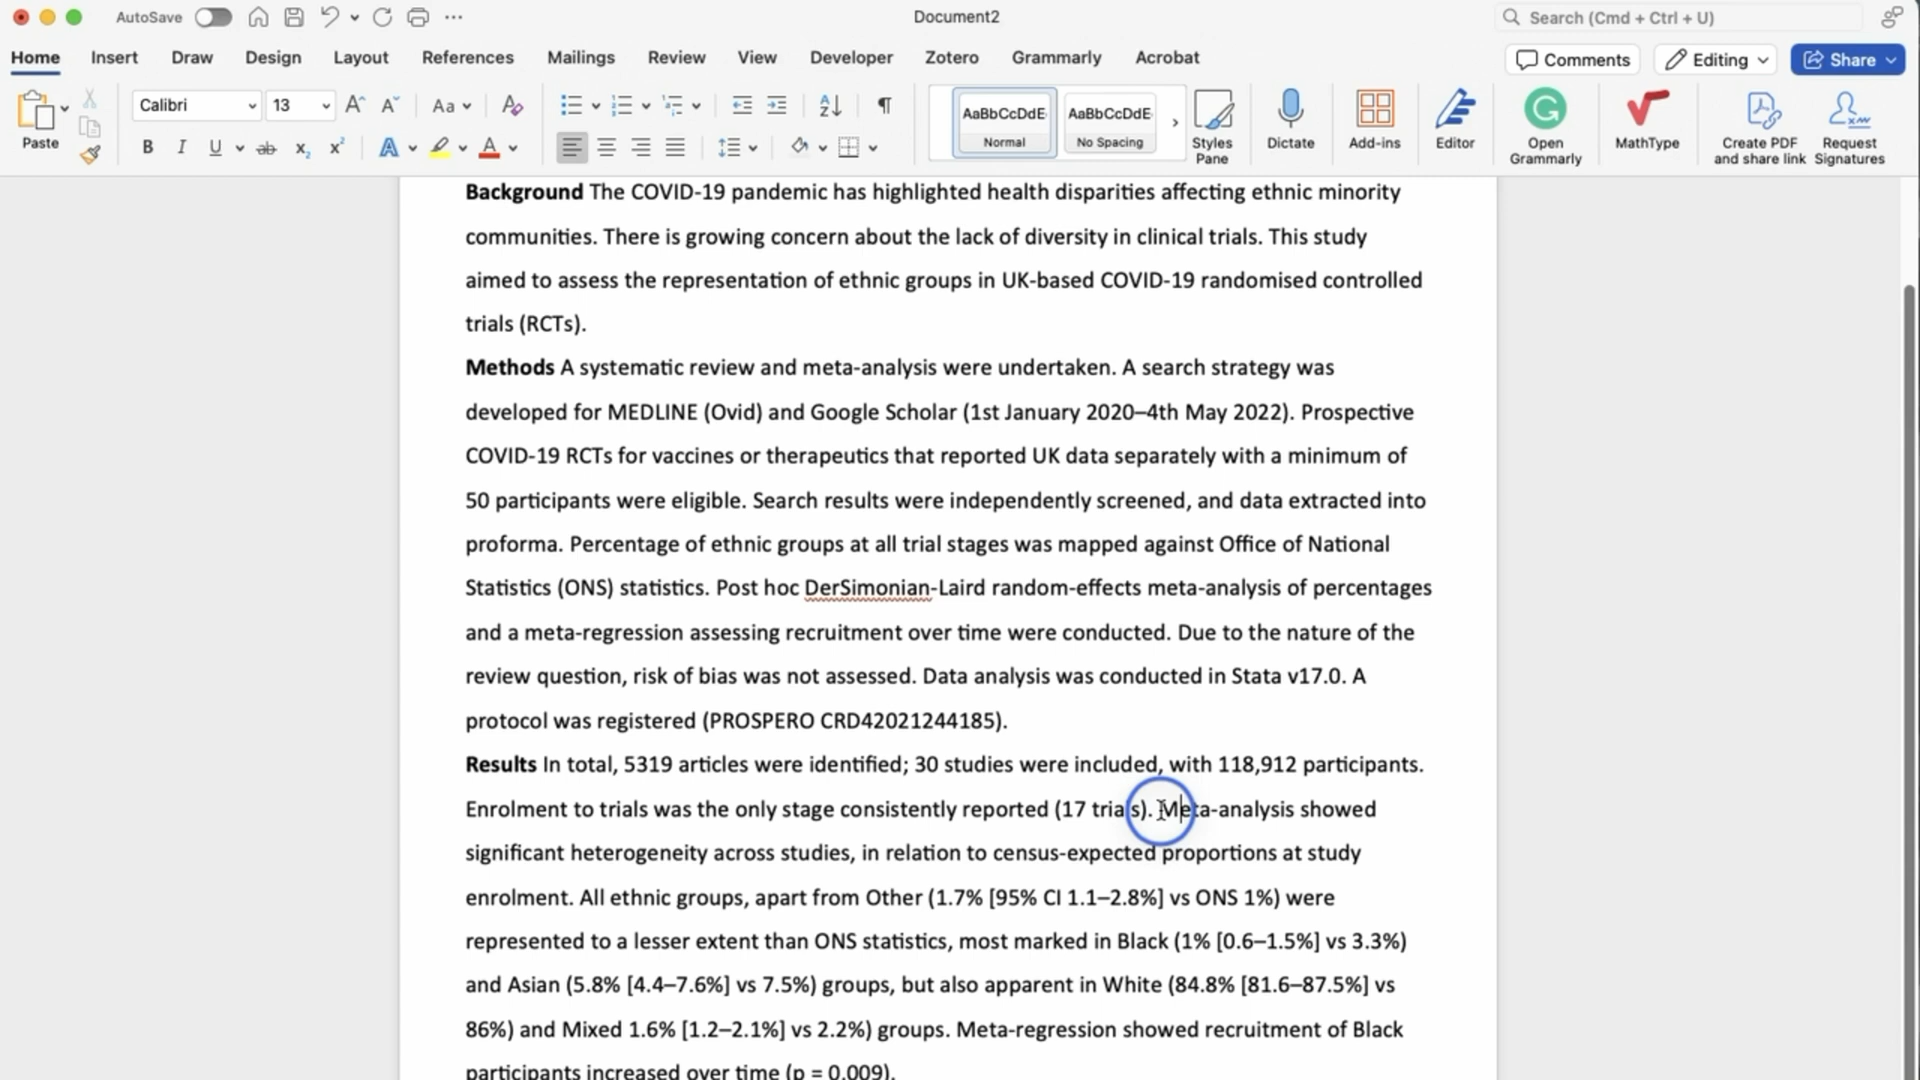 AutoSave
Document2
Search (Cmd + Ctrl + U)
Home Insert Draw Design Layout References Mailings Review View Developer Zotero Grammarly Acrobat
Comments Editing Share
Paste
Calibri 13
AaBbCcDdE AaBbCcDdE
Normal No Spacing
Styles Pane
Dictate
Add-ins
Editor
Open Grammarly
MathType
Create PDF and share link
Request Signatures
Background The COVID-19 pandemic has highlighted health disparities affecting ethnic minority
communities. There is growing concern about the lack of diversity in clinical trials. This study
aimed to assess the representation of ethnic groups in UK-based COVID-19 randomised controlled
trials (RCTs).
Methods A systematic review and meta-analysis were undertaken. A search strategy was
developed for MEDLINE (Ovid) and Google Scholar (1st January 2020–4th May 2022). Prospective
COVID-19 RCTs for vaccines or therapeutics that reported UK data separately with a minimum of
50 participants were eligible. Search results were independently screened, and data extracted into
proforma. Percentage of ethnic groups at all trial stages was mapped against Office of National
Statistics (ONS) statistics. Post hoc DerSimonian-Laird random-effects meta-analysis of percentages
and a meta-regression assessing recruitment over time were conducted. Due to the nature of the
review question, risk of bias was not assessed. Data analysis was conducted in Stata v17.0. A
protocol was registered (PROSPERO CRD42021244185).
Results In total, 5319 articles were identified; 30 studies were included, with 118,912 participants.
Enrolment to trials was the only stage consistently reported (17 trials). Meta-analysis showed
significant heterogeneity across studies, in relation to census-expected proportions at study
enrolment. All ethnic groups, apart from Other (1.7% [95% CI 1.1–2.8%] vs ONS 1%) were
represented to a lesser extent than ONS statistics, most marked in Black (1% [0.6–1.5%] vs 3.3%)
and Asian (5.8% [4.4–7.6%] vs 7.5%) groups, but also apparent in White (84.8% [81.6–87.5%] vs
86%) and Mixed 1.6% [1.2–2.1%] vs 2.2%) groups. Meta-regression showed recruitment of Black
participants increased over time (p = 0.009).